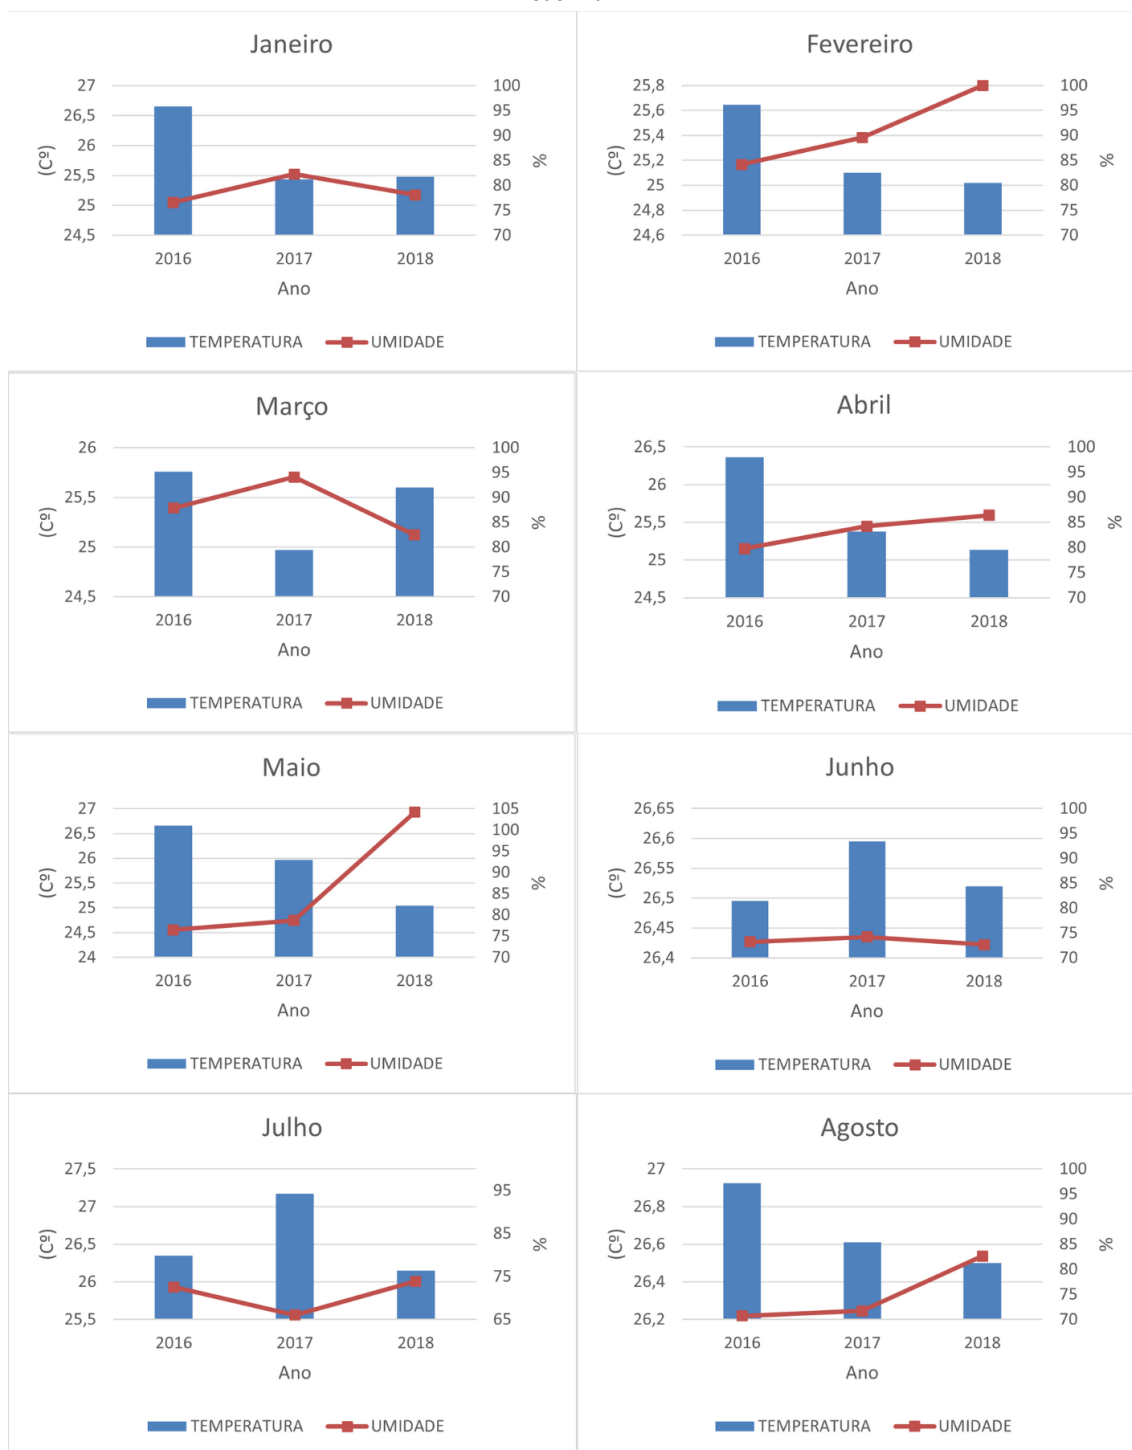 Janeiro
27
26,5
26
25,5
25
24,5
(Cº)
100
95
90
85
80
75
70
%
2016 2017 2018
Ano
TEMPERATURA UMIDADE
Fevereiro
25,8
25,6
25,4
25,2
25
24,8
24,6
(Cº)
100
95
90
85
80
75
70
%
2016 2017 2018
Ano
TEMPERATURA UMIDADE
Março
26
25,5
25
24,5
(Cº)
100
95
90
85
80
75
70
%
2016 2017 2018
Ano
TEMPERATURA UMIDADE
Abril
26,5
26
25,5
25
24,5
(Cº)
100
95
90
85
80
75
70
%
2016 2017 2018
Ano
TEMPERATURA UMIDADE
Maio
27
26,5
26
25,5
25
24,5
24
(Cº)
105
100
95
90
85
80
75
70
%
2016 2017 2018
Ano
TEMPERATURA UMIDADE
Junho
26,65
26,6
26,55
26,5
26,45
26,4
(Cº)
100
95
90
85
80
75
70
%
2016 2017 2018
Ano
TEMPERATURA UMIDADE
Julho
27,5
27
26,5
26
25,5
(Cº)
95
85
75
65
%
2016 2017 2018
Ano
TEMPERATURA UMIDADE
Agosto
27
26,8
26,6
26,4
26,2
(Cº)
100
95
90
85
80
75
70
%
2016 2017 2018
Ano
TEMPERATURA UMIDADE